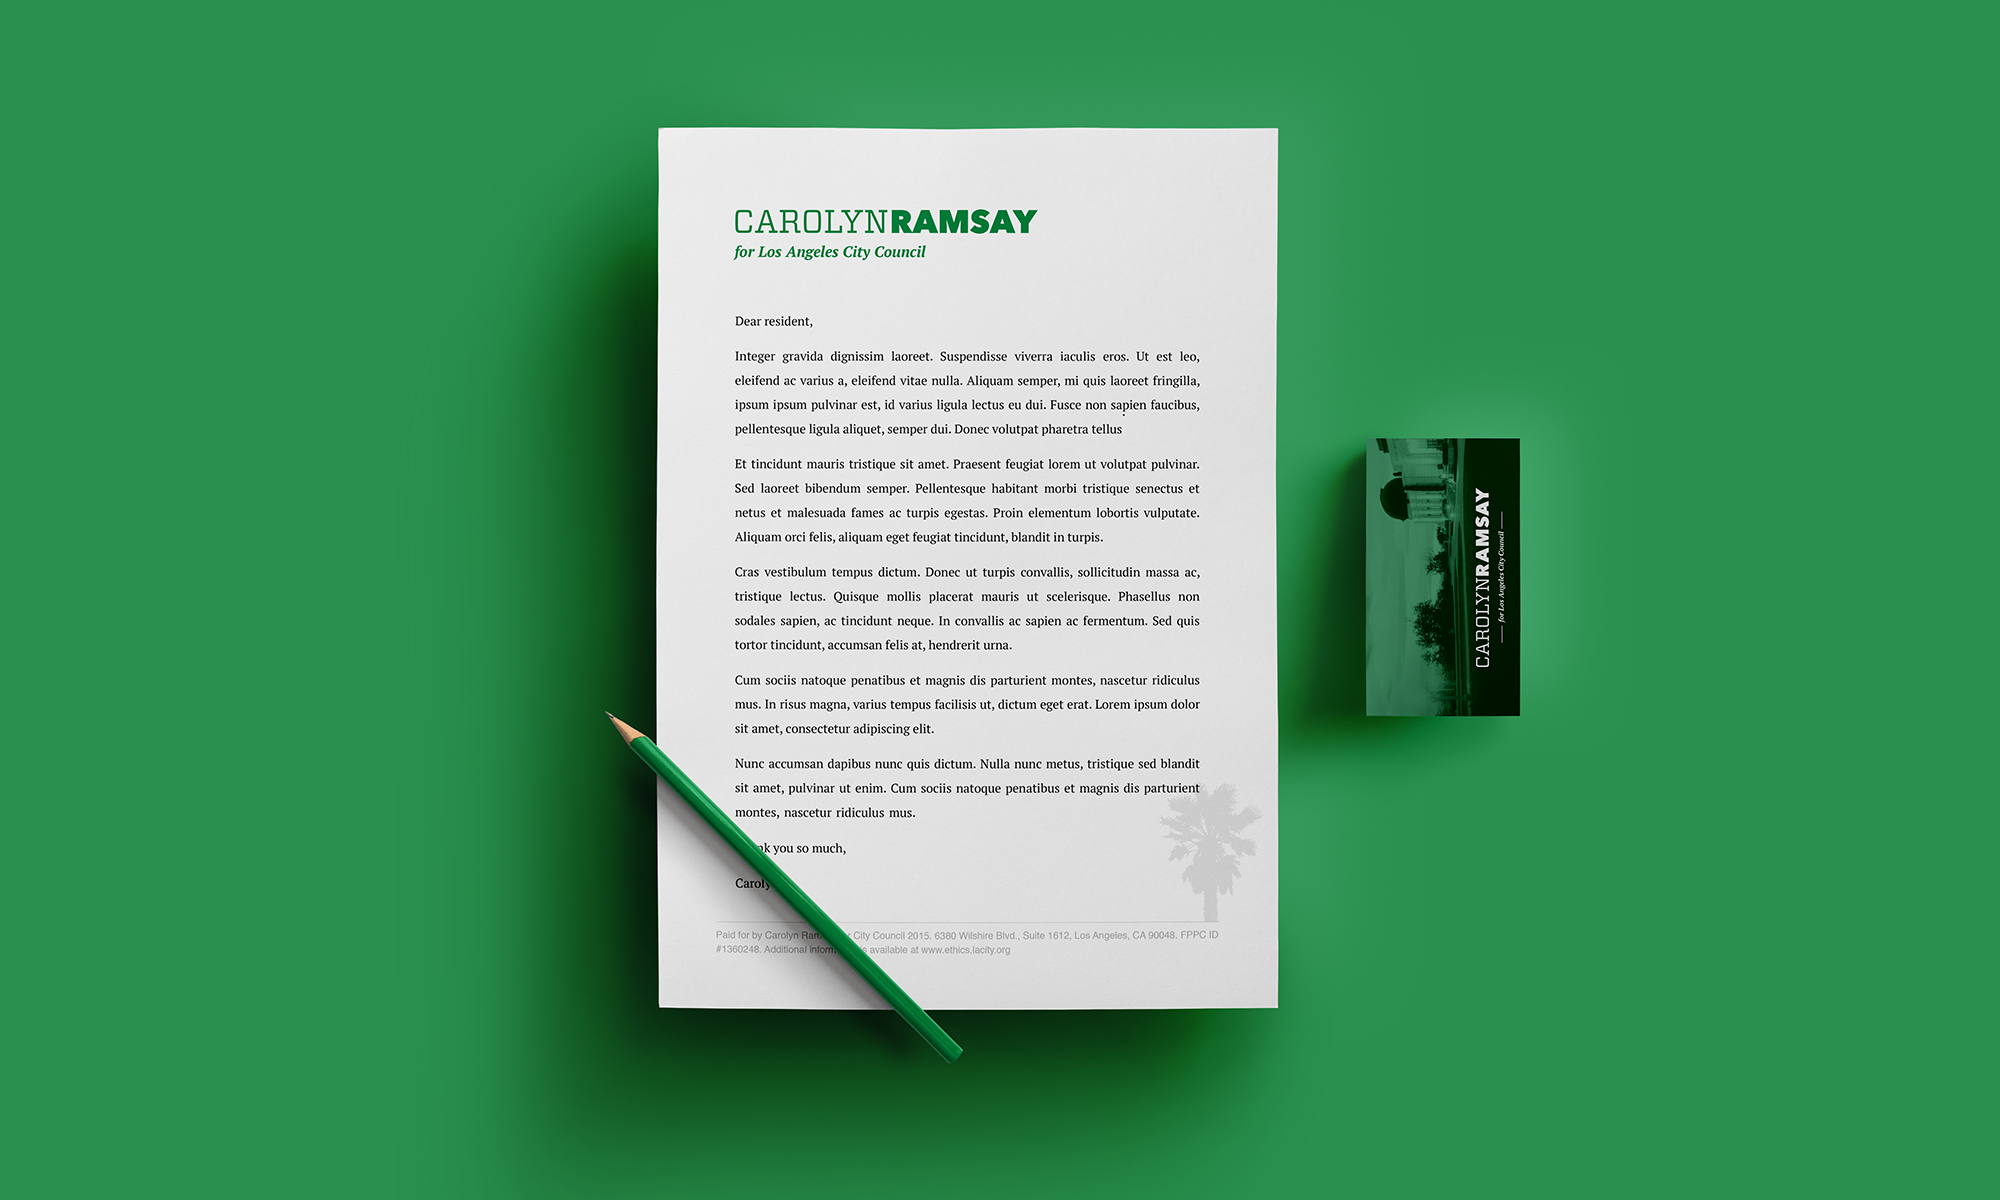 CAROLYNRAMSAY
for Los Angeles City Council
Dear resident,
Integer gravida dignissim laoreet. Suspendisse viverra iaculis eros. Ut est leo,
eleifend ac varius a, eleifend vitae nulla. Aliquam semper, mi quis laoreet fringilla,
ipsum ipsum pulvinar est, id varius ligula lectus eu dui. Fusce non sapien faucibus,
pellentesque ligula aliquet, semper dui. Donec volutpat pharetra tellus
Et tincidunt mauris tristique sit amet. Praesent feugiat lorem ut volutpat pulvinar.
Sed laoreet bibendum semper. Pellentesque habitant morbi tristique senectus et
netus et malesuada fames ac turpis egestas. Proin elementum lobortis vulputate.
Aliquam orci felis, aliquam eget feugiat tincidunt, blandit in turpis.
Cras vestibulum tempus dictum. Donec ut turpis convallis, sollicitudin massa ac,
tristique lectus. Quisque mollis placerat mauris ut scelerisque. Phasellus non
sodales sapien, ac tincidunt neque. In convallis ac sapien ac fermentum. Sed quis
tortor tincidunt, accumsan felis at, hendrerit urna.
Cum sociis natoque penatibus et magnis dis parturient montes, nascetur ridiculus
mus. In risus magna, varius tempus facilisis ut, dictum eget erat. Lorem ipsum dolor
sit amet, consectetur adipiscing elit.
Nunc accumsan dapibus nunc quis dictum. Nulla nunc metus, tristique sed blandit
sit amet, pulvinar ut enim. Cum sociis natoque penatibus et magnis dis parturient
montes, nascetur ridiculus mus.
you so much,
Paid for by Carolyn City Council 2015. 6380 Wilshire Blvd., Suite 1612, Los Angeles, CA 90048. FPPC ID
#1360248. Additional available at www.ethics.lacity.org
CAROLYNRAMSAY
for Los Angeles City Council